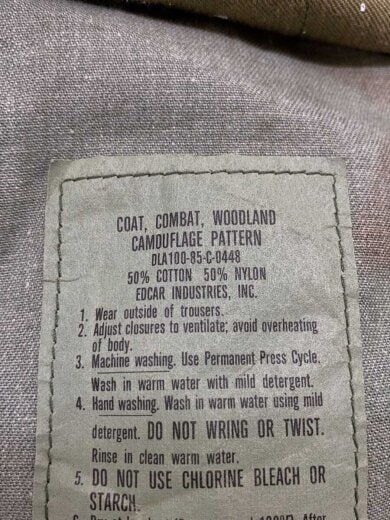 COAT, COMBAT, WOODLAND
CAMOUFLAGE PATTERN
DLA100-85-C-0448
50% COTTON 50% NYLON
EDCAR INDUSTRIES, INC.
1. Wear outside of trousers.
2. Adjust closures to ventilate; avoid overheating
of body.
3. Machine washing. Use Permanent Press Cycle.
Wash in warm water with mild detergent.
4. Hand washing. Wash in warm water using mild
detergent. DO NOT WRING OR TWIST.
Rinse in clean warm water.
5. DO NOT USE CHLORINE BLEACH OR
STARCH.